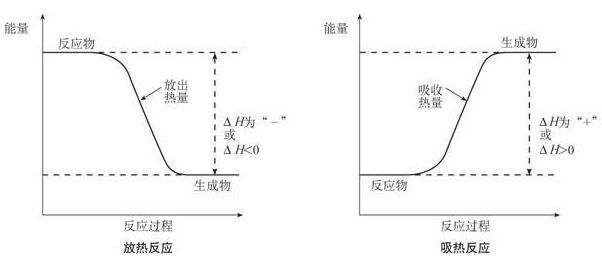 能量
反应物
放出
热量
ΔH为“－”
或
ΔH<0
生成物
反应过程
放热反应
能量
生成物
吸收
热量
ΔH为“+”
或
ΔH>0
反应物
反应过程
吸热反应